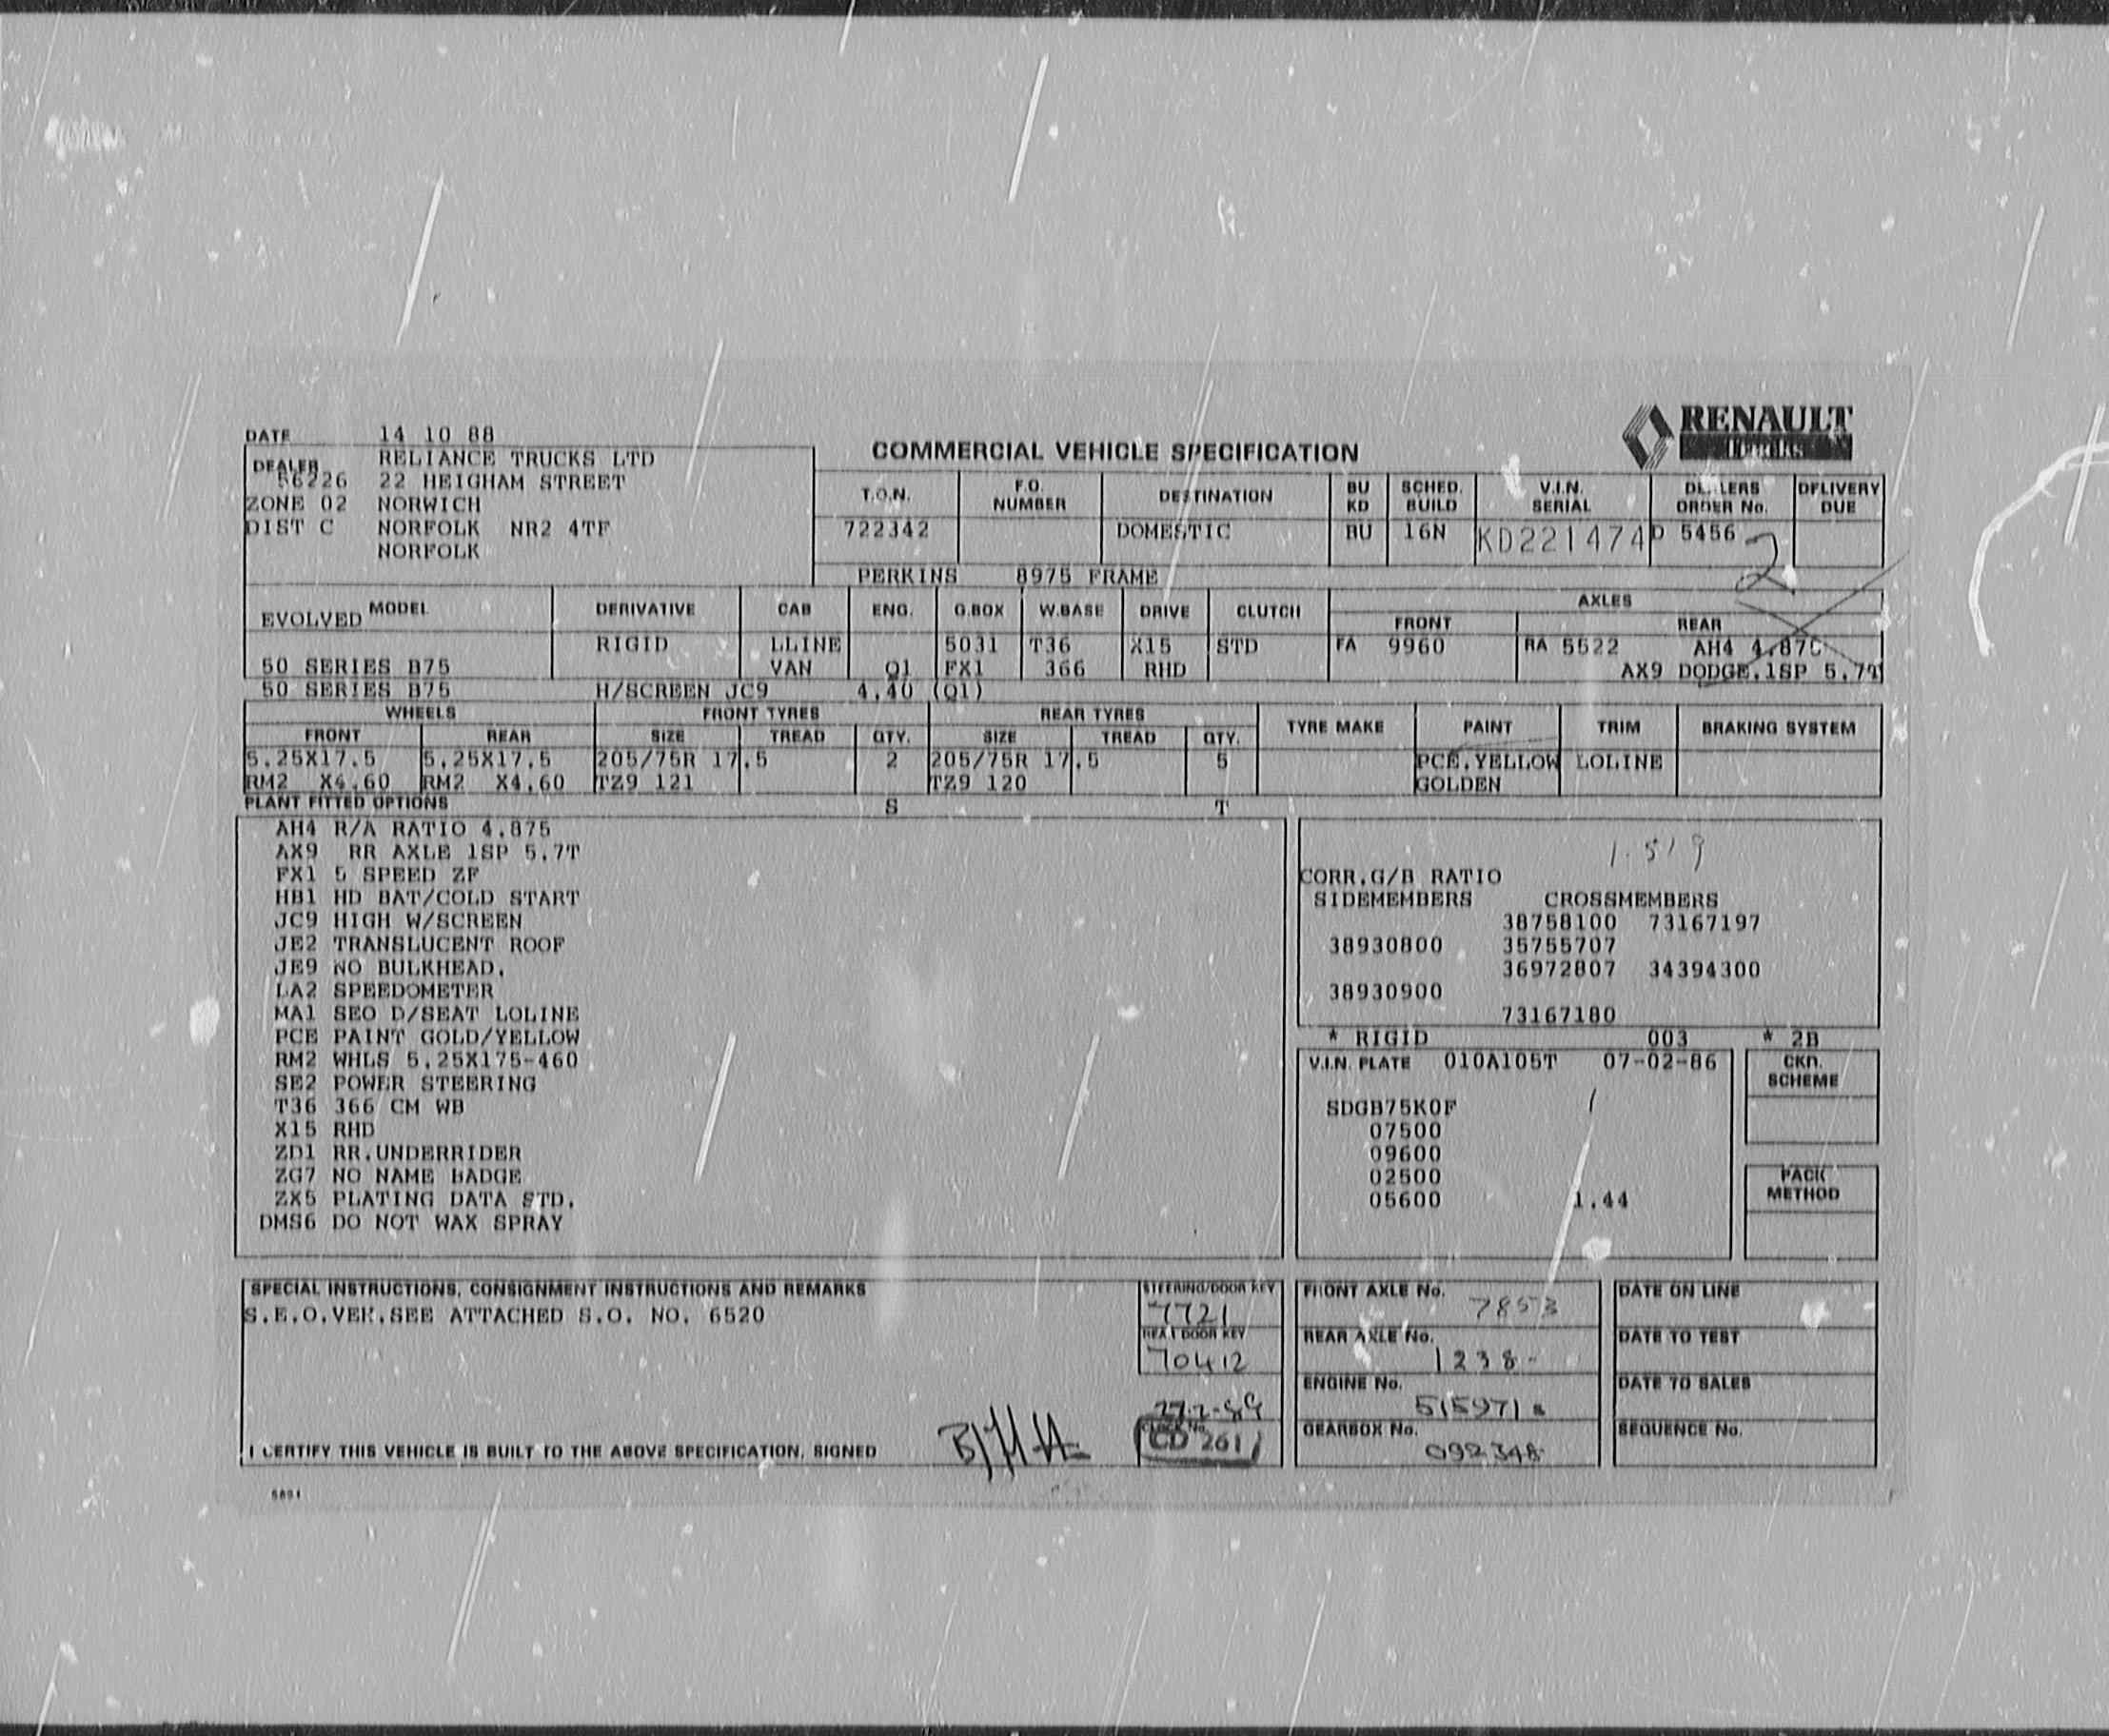 DATE 14 10 88
RENAULT
Trucks
DEALER RELIANCE TRUCKS LTD
56226 22 HEIGHAM STREET
ZONE 02 NORWICH
DIST C NORFOLK NR2 4TF
NORFOLK
COMMERCIAL VEHICLE SPECIFICATION
T.O.N. F.O. NUMBER DESTINATION BU KD SCHED. BUILD V.I.N. SERIAL DEALERS ORDER No. DELIVERY DUE
722342 DOMESTIC BU 16N KD221474 D 5456 2
PERKINS 8975 FRAME
EVOLVED MODEL DERIVATIVE CAB ENG. G.BOX W.BASE DRIVE CLUTCH AXLES
FRONT REAR
RIGID LLINE 5031 T36 X15 STD FA 9960 RA 5522 AH4 4.875
50 SERIES B75 VAN Q1 FX1 366 RHD AX9 DODGE.1SP 5.7T
50 SERIES B75 H/SCREEN JC9 4.40 (Q1)
WHEELS FRONT TYRES REAR TYRES TYRE MAKE PAINT TRIM BRAKING SYSTEM
FRONT REAR SIZE TREAD QTY. SIZE TREAD QTY.
5.25X17.5 5.25X17.5 205/75R 17.5 2 205/75R 17.5 5 PCE.YELLOW LOLINE
RM2 X4.60 RM2 X4.60 TZ9 121 TZ9 120 GOLDEN
PLANT FITTED OPTIONS S T
AH4 R/A RATIO 4.875
AX9 RR AXLE 1SP 5.7T
FX1 5 SPEED ZF
HB1 HD BAT/COLD START
JC9 HIGH W/SCREEN
JE2 TRANSLUCENT ROOF
JE9 NO BULKHEAD.
LA2 SPEEDOMETER
MA1 SEO D/SEAT LOLINE
PCE PAINT GOLD/YELLOW
RM2 WHLS 5.25X175-460
SE2 POWER STEERING
T36 366 CM WB
X15 RHD
ZD1 RR.UNDERRIDER
ZG7 NO NAME BADGE
ZX5 PLATING DATA STD.
DMS6 DO NOT WAX SPRAY
1.519
CORR.G/B RATIO
SIDEMEMBERS CROSSMEMBERS
38758100 73167197
38930800 35755707
36972807 34394300
38930900
73167180
* RIGID 003 * 2B
V.I.N. PLATE 010A105T 07-02-86
SDGB75K0F
07500
09600
02500
05600 1.44
CKD. SCHEME
PACK METHOD
SPECIAL INSTRUCTIONS, CONSIGNMENT INSTRUCTIONS AND REMARKS
S.E.O.VEH.SEE ATTACHED S.O. NO. 6520
I CERTIFY THIS VEHICLE IS BUILT TO THE ABOVE SPECIFICATION, SIGNED
STEERING/DOOR KEY
7721
REAR DOOR KEY
70412
CD 261
FRONT AXLE No. 7853
REAR AXLE No. 1238
ENGINE No. 515971
GEARBOX No. 092348
DATE ON LINE
DATE TO TEST
DATE TO SALES
SEQUENCE No.